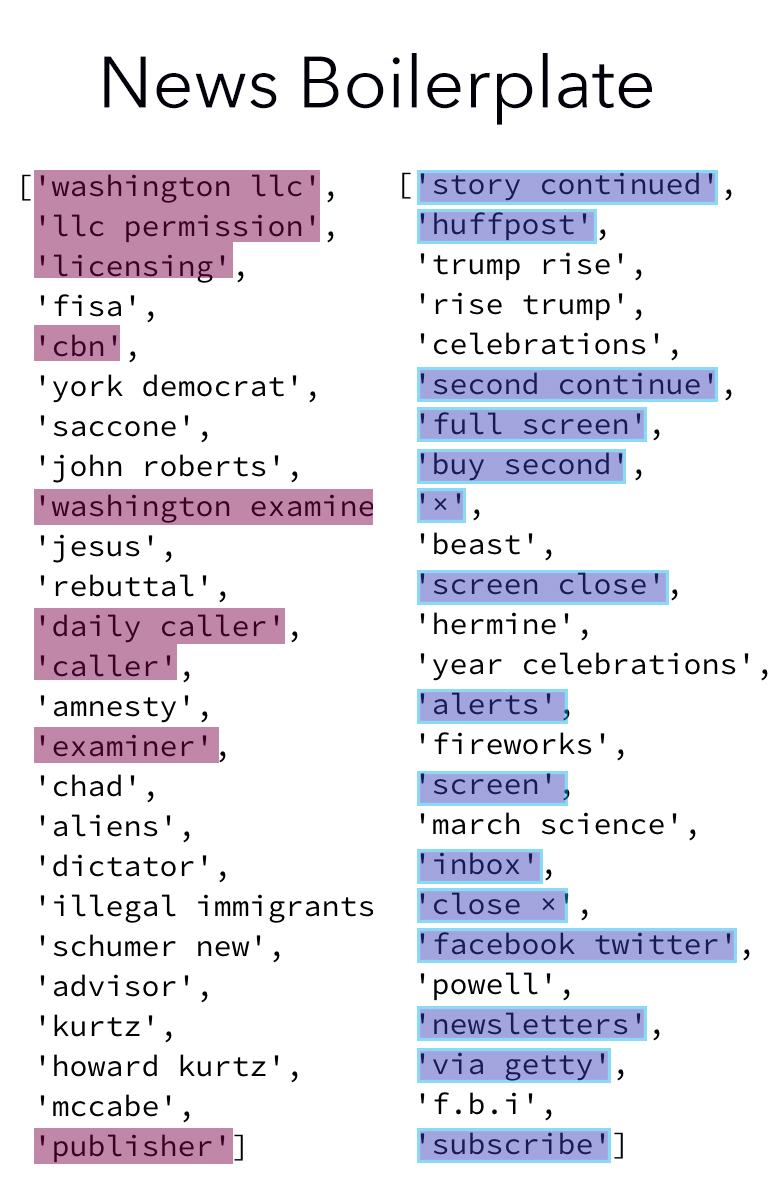 News Boilerplate
['washington llc',
'llc permission',
'licensing',
'fisa',
'cbn',
'york democrat',
'saccone',
'john roberts',
'washington examine
'jesus',
'rebuttal',
'daily caller',
'caller',
'amnesty',
'examiner',
'chad',
'aliens',
'dictator',
'illegal immigrants
'schumer new',
'advisor',
'kurtz',
'howard kurtz',
'mccabe',
'publisher']
['story continued',
'huffpost',
'trump rise',
'rise trump',
'celebrations',
'second continue',
'full screen',
'buy second',
'×',
'beast',
'screen close',
'hermine',
'year celebrations',
'alerts',
'fireworks',
'screen',
'march science',
'inbox',
'close ×',
'facebook twitter',
'powell',
'newsletters',
'via getty',
'f.b.i',
'subscribe']